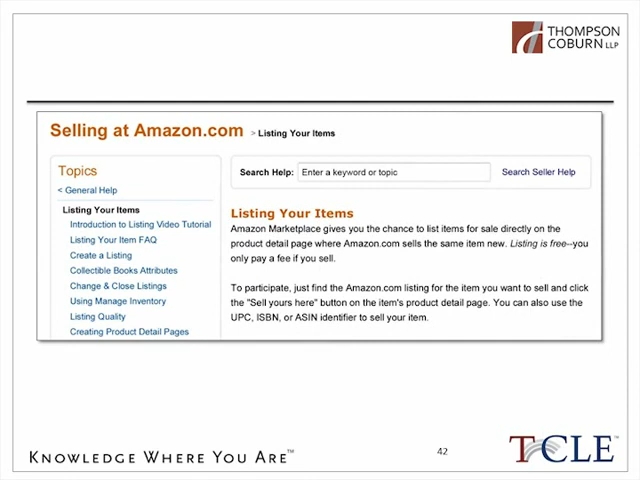 THOMPSON
COBURN LLP
Selling at Amazon.com > Listing Your Items
Topics
< General Help
Listing Your Items
Introduction to Listing Video Tutorial
Listing Your Item FAQ
Create a Listing
Collectible Books Attributes
Change & Close Listings
Using Manage Inventory
Listing Quality
Creating Product Detail Pages
Search Help: Enter a keyword or topic Search Seller Help
Listing Your Items
Amazon Marketplace gives you the chance to list items for sale directly on the
product detail page where Amazon.com sells the same item new. Listing is free--you
only pay a fee if you sell.
To participate, just find the Amazon.com listing for the item you want to sell and click
the "Sell yours here" button on the item's product detail page. You can also use the
UPC, ISBN, or ASIN identifier to sell your item.
KNOWLEDGE WHERE YOU ARE™
42
TCLE™